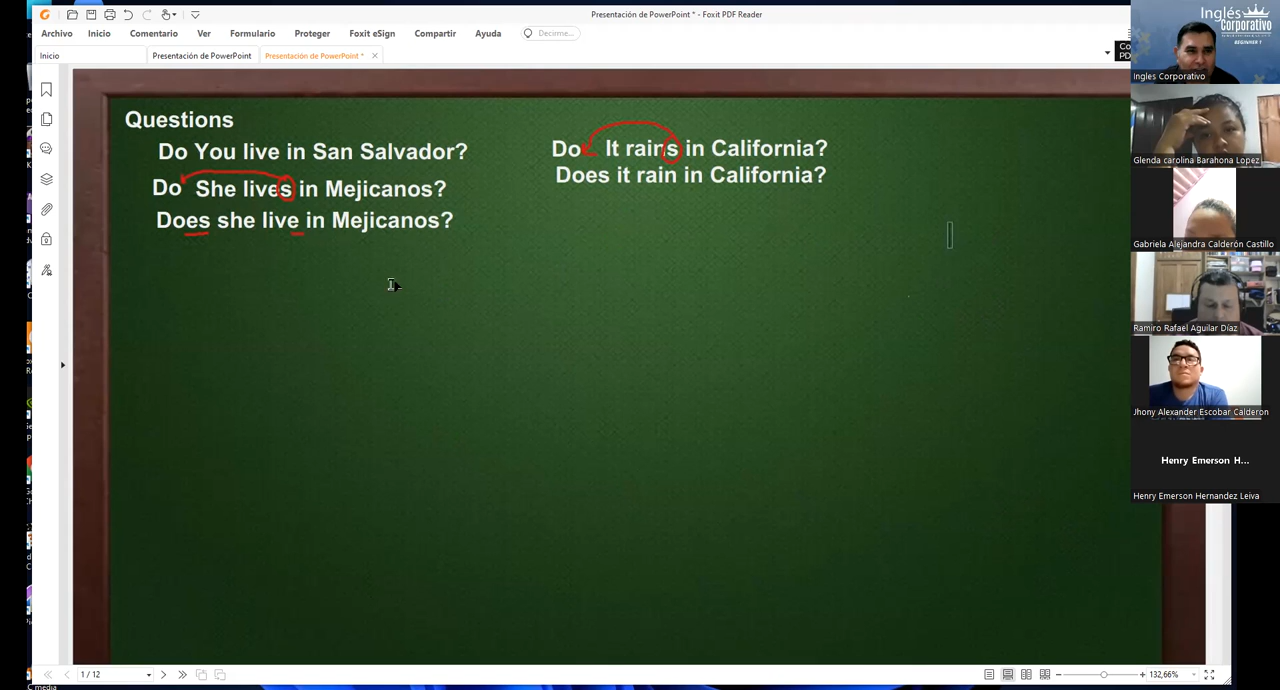 Presentación de PowerPoint * - Foxit PDF Reader
Archivo Inicio Comentario Ver Formulario Proteger Foxit eSign Compartir Ayuda Decirme...
Inicio Presentación de PowerPoint Presentación de PowerPoint *
Questions
Do You live in San Salvador?
Do She lives in Mejicanos?
Does she live in Mejicanos?
Do It rains in California?
Does it rain in California?
Inglés
Corporativo
BEGINNER 1
Ingles Corporativo
Glenda carolina Barahona Lopez
Gabriela Alejandra Calderón Castillo
Ramiro Rafael Aguilar Díaz
Jhony Alexander Escobar Calderon
Henry Emerson H...
Henry Emerson Hernandez Leiva
1 / 12
132,66%